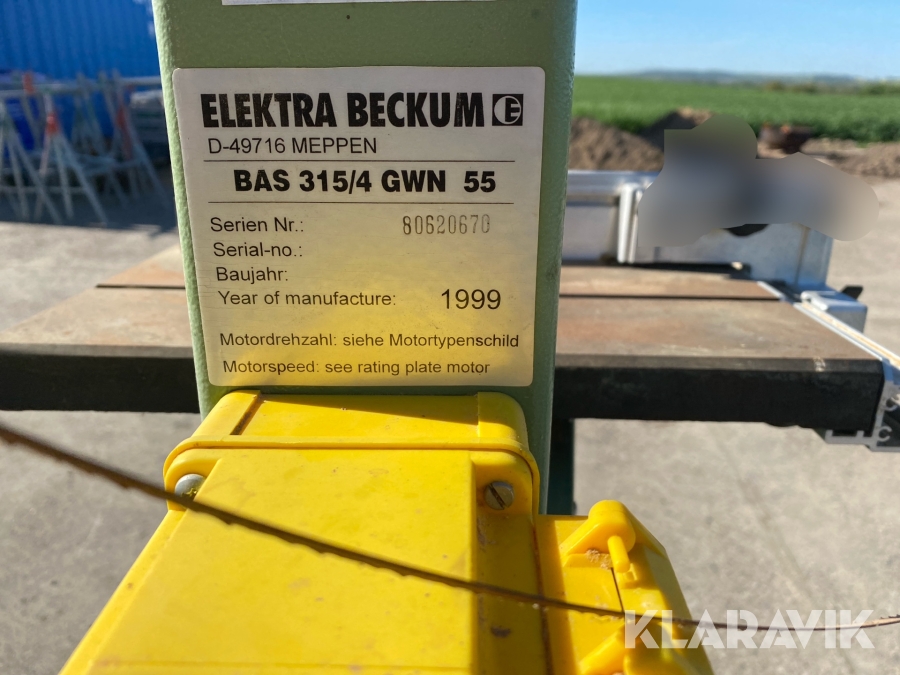 ELEKTRA BECKUM
D-49716 MEPPEN
BAS 315/4 GWN 55
Serien Nr.: 80620670
Serial-no.:
Baujahr:
Year of manufacture: 1999
Motordrehzahl: siehe Motortypenschild
Motorspeed: see rating plate motor
KLARAVIK